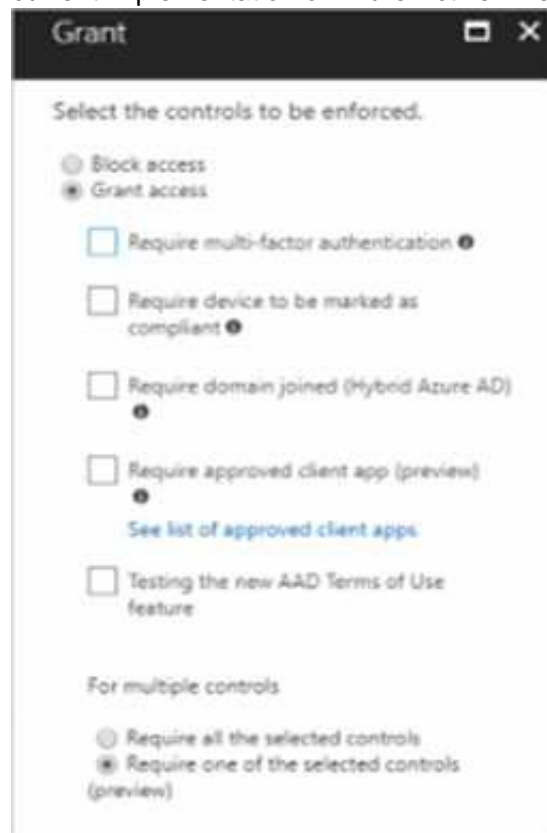 Grant
Select the controls to be enforced.
Block access
Grant access
Require multi-factor authentication
Require device to be marked as
compliant
Require domain joined (Hybrid Azure AD)
Require approved client app (preview)
See list of approved client apps
Testing the new AAD Terms of Use
feature
For multiple controls
Require all the selected controls
Require one of the selected controls
(preview)